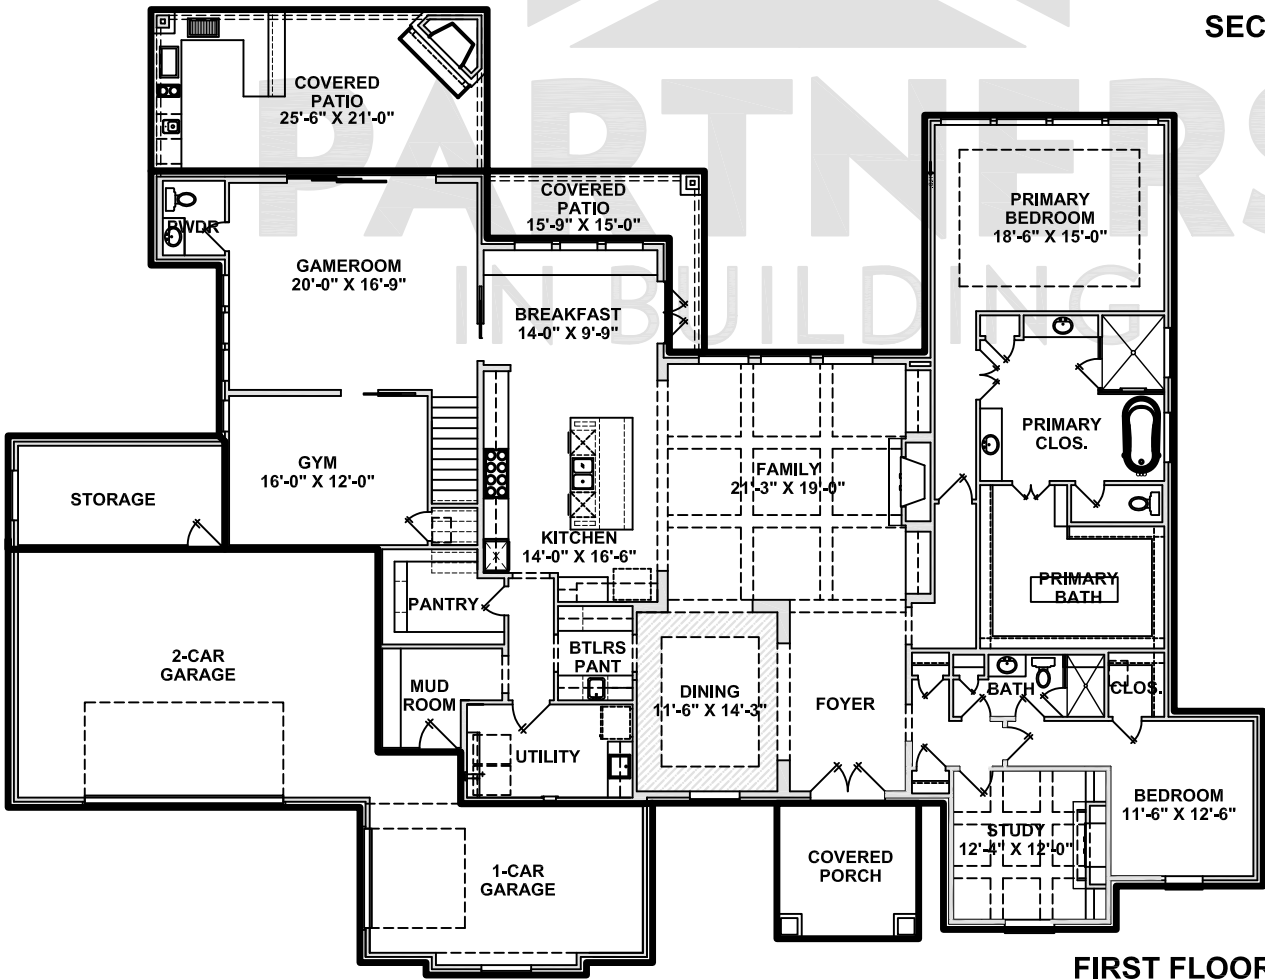 SEC
PARTNERS
IN BUILDING
COVERED
PATIO
25'-6" X 21'-0"
COVERED
PATIO
15'-9" X 15'-0"
PRIMARY
BEDROOM
18'-6" X 15'-0"
PWDR
GAMEROOM
20'-0" X 16'-9"
BREAKFAST
14-0" X 9'-9"
PRIMARY
CLOS.
GYM
16'-0" X 12'-0"
FAMILY
21'-3" X 19'-0"
STORAGE
KITCHEN
14'-0" X 16'-6"
PRIMARY
BATH
PANTRY
2-CAR
GARAGE
BTLRS
PANT
MUD
ROOM
DINING
11'-6" X 14'-3"
FOYER
BATH
CLOS.
UTILITY
BEDROOM
11'-6" X 12'-6"
STUDY
12'-4" X 12'-0"
1-CAR
GARAGE
COVERED
PORCH
FIRST FLOOR